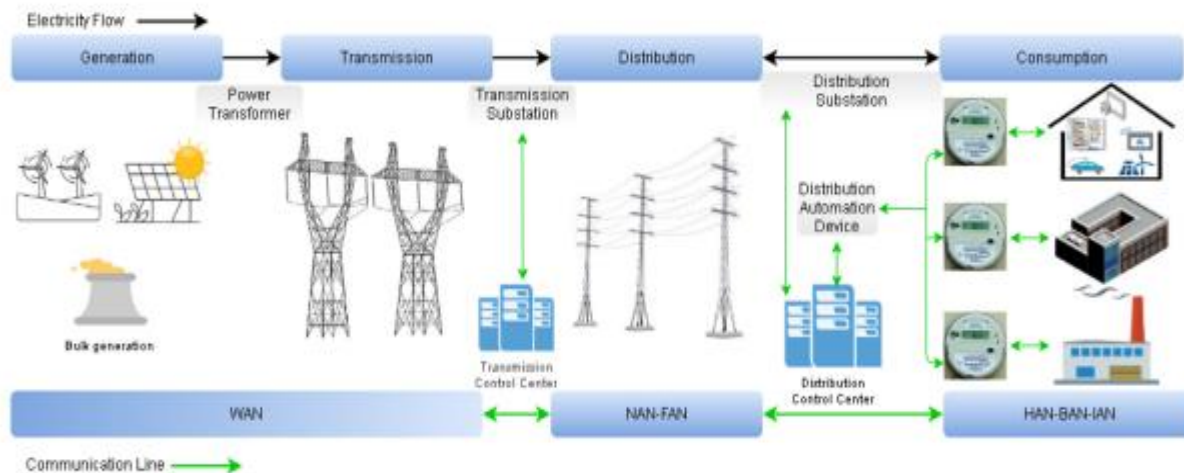 Electricity Flow
Generation
Transmission
Distribution
Consumption
Power
Transformer
Transmission
Substation
Distribution
Substation
Distribution
Automation
Device
Bulk generation
Transmission
Control Center
Distribution
Control Center
WAN
NAN-FAN
HAN-BAN-IAN
Communication Line